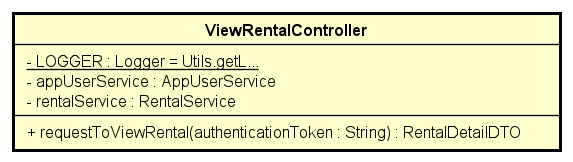 ViewRentalController
- LOGGER : Logger = Utils.getL...
- appUserService : AppUserService
- rentalService : RentalService
+ requestToViewRental(authenticationToken : String) : RentalDetailDTO